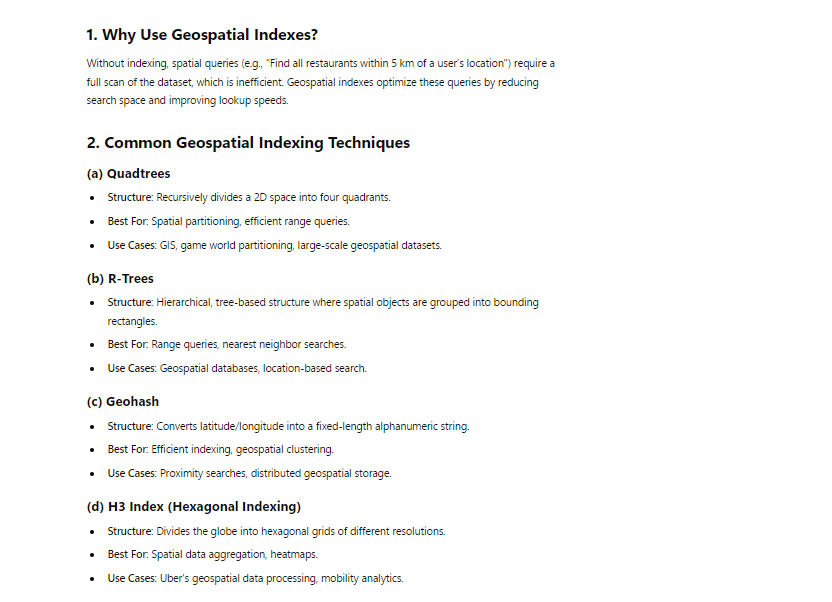 1. Why Use Geospatial Indexes?
Without indexing, spatial queries (e.g., "Find all restaurants within 5 km of a user's location") require a
full scan of the dataset, which is inefficient. Geospatial indexes optimize these queries by reducing
search space and improving lookup speeds.
2. Common Geospatial Indexing Techniques
(a) Quadtrees
• Structure: Recursively divides a 2D space into four quadrants.
• Best For: Spatial partitioning, efficient range queries.
• Use Cases: GIS, game world partitioning, large-scale geospatial datasets.
(b) R-Trees
• Structure: Hierarchical, tree-based structure where spatial objects are grouped into bounding
rectangles.
• Best For: Range queries, nearest neighbor searches.
• Use Cases: Geospatial databases, location-based search.
(c) Geohash
• Structure: Converts latitude/longitude into a fixed-length alphanumeric string.
• Best For: Efficient indexing, geospatial clustering.
• Use Cases: Proximity searches, distributed geospatial storage.
(d) H3 Index (Hexagonal Indexing)
• Structure: Divides the globe into hexagonal grids of different resolutions.
• Best For: Spatial data aggregation, heatmaps.
• Use Cases: Uber's geospatial data processing, mobility analytics.